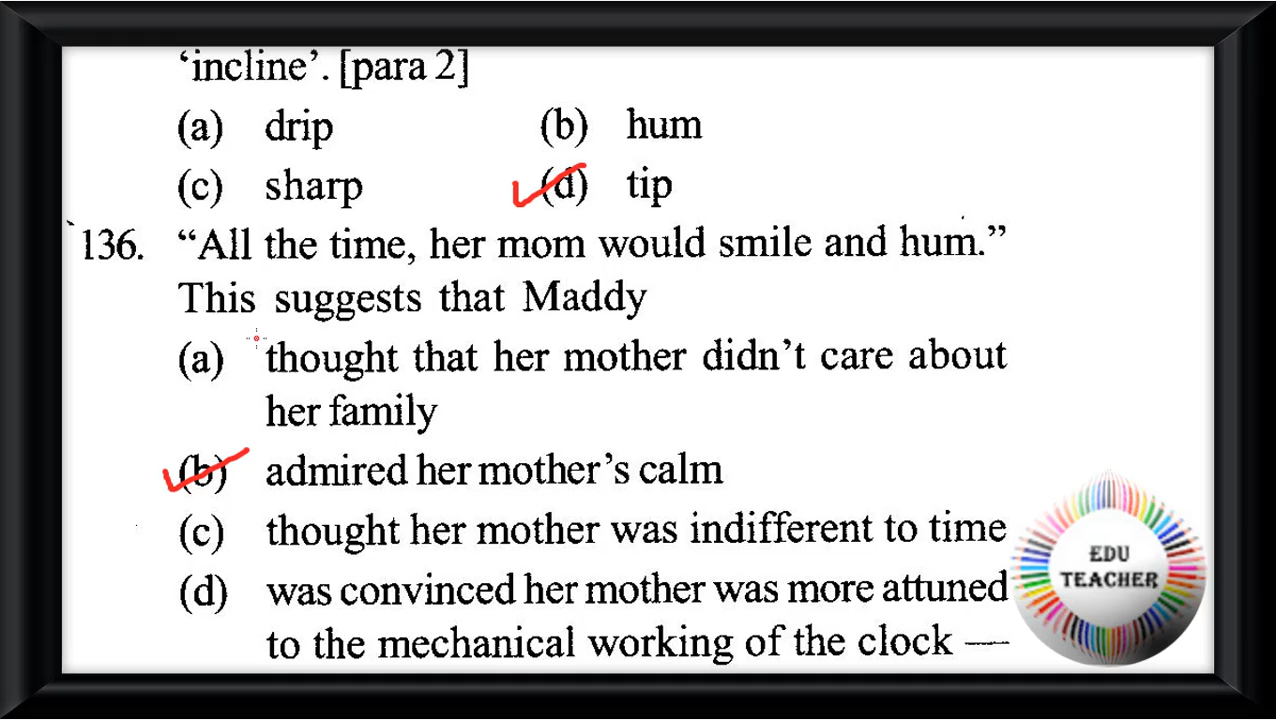 ‘incline’. [para 2]
(a) drip (b) hum
(c) sharp (d) tip
136. “All the time, her mom would smile and hum.”
This suggests that Maddy
(a) thought that her mother didn’t care about
her family
(b) admired her mother’s calm
(c) thought her mother was indifferent to time
(d) was convinced her mother was more attuned
to the mechanical working of the clock —
EDU
TEACHER